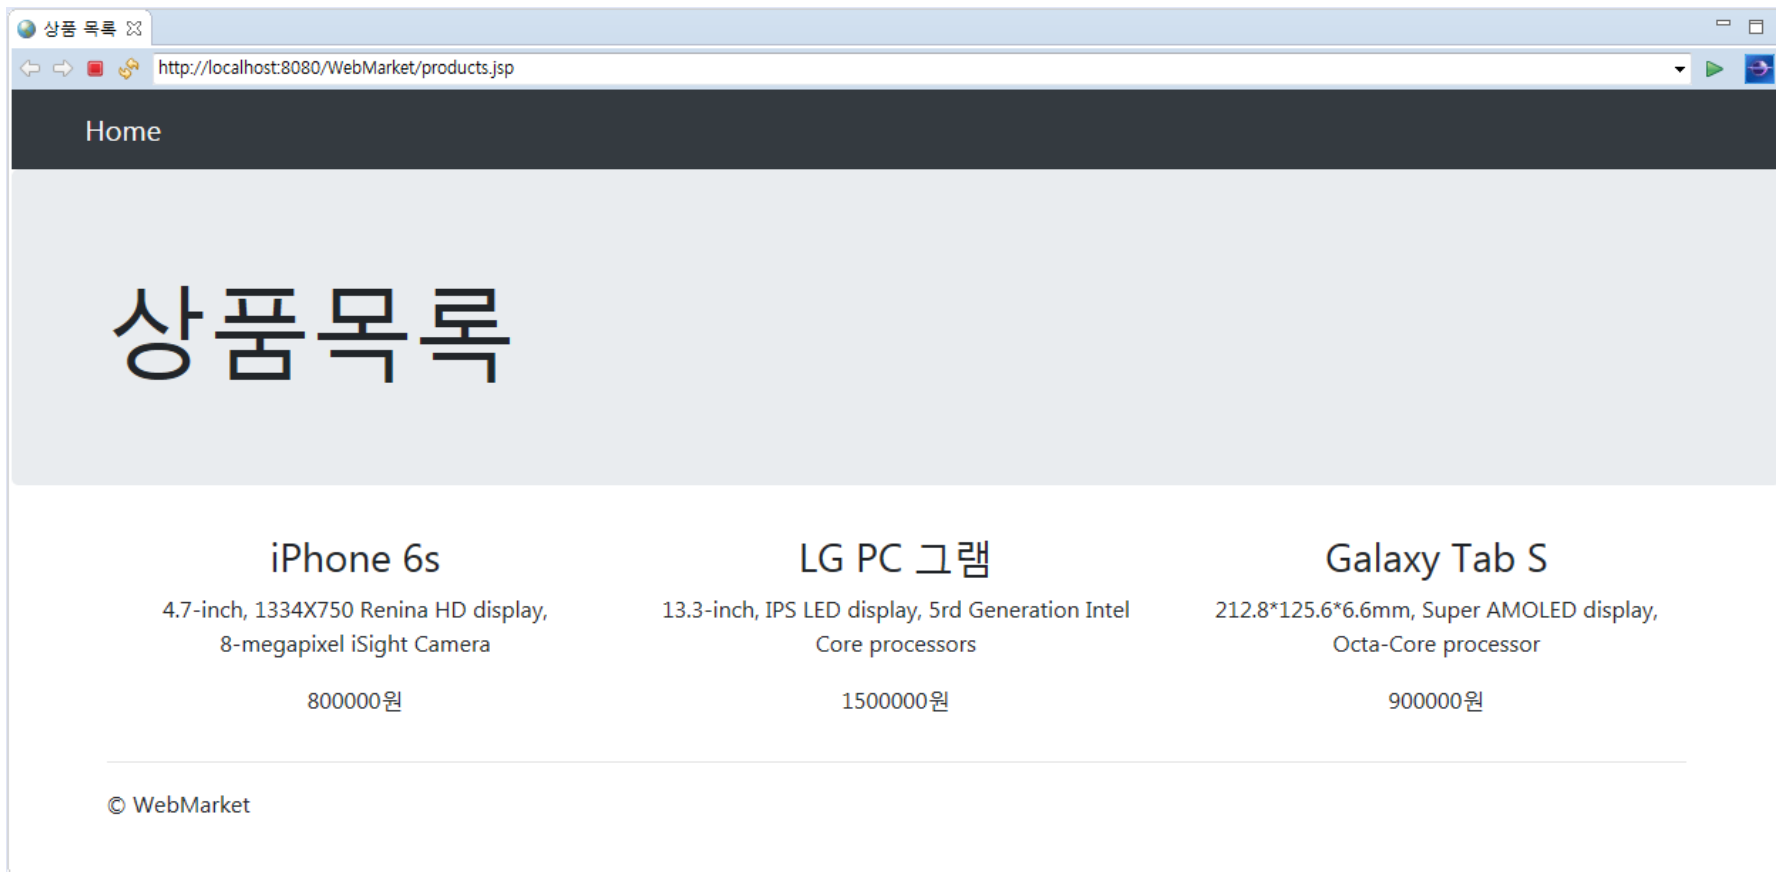 상품 목록
http://localhost:8080/WebMarket/products.jsp
Home
상품목록
iPhone 6s
4.7-inch, 1334X750 Renina HD display,
8-megapixel iSight Camera
800000원
LG PC 그램
13.3-inch, IPS LED display, 5rd Generation Intel
Core processors
1500000원
Galaxy Tab S
212.8*125.6*6.6mm, Super AMOLED display,
Octa-Core processor
900000원
© WebMarket